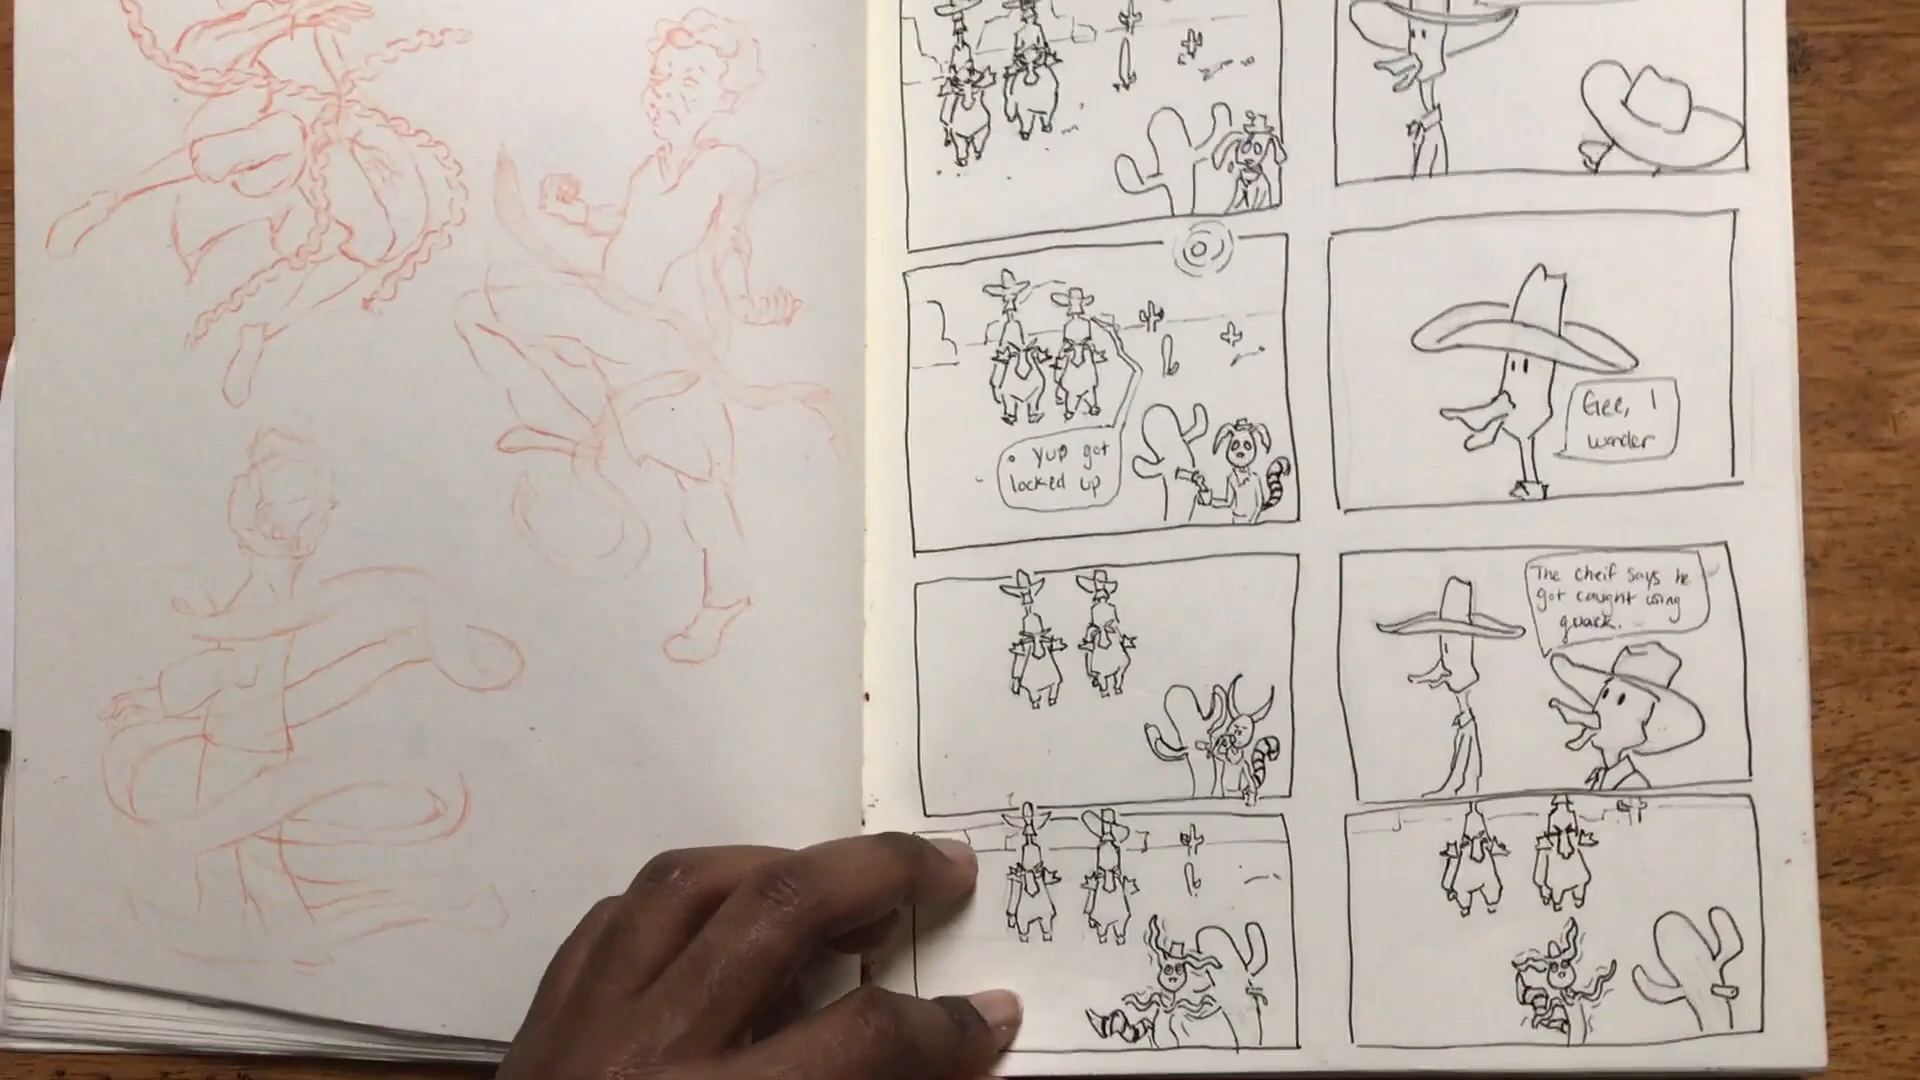 yup got
locked up
Gee, I
wonder
The cheif says he
got caught using
quack.